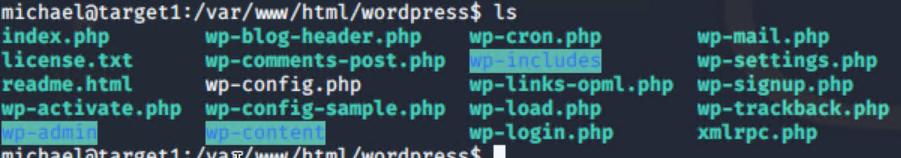 michael@target1:/var/www/html/wordpress$ ls
index.php wp-blog-header.php wp-cron.php wp-mail.php
license.txt wp-comments-post.php wp-includes wp-settings.php
readme.html wp-config.php wp-links-opml.php wp-signup.php
wp-activate.php wp-config-sample.php wp-load.php wp-trackback.php
wp-admin wp-content wp-login.php xmlrpc.php
michael@target1:/var/www/html/wordpress$